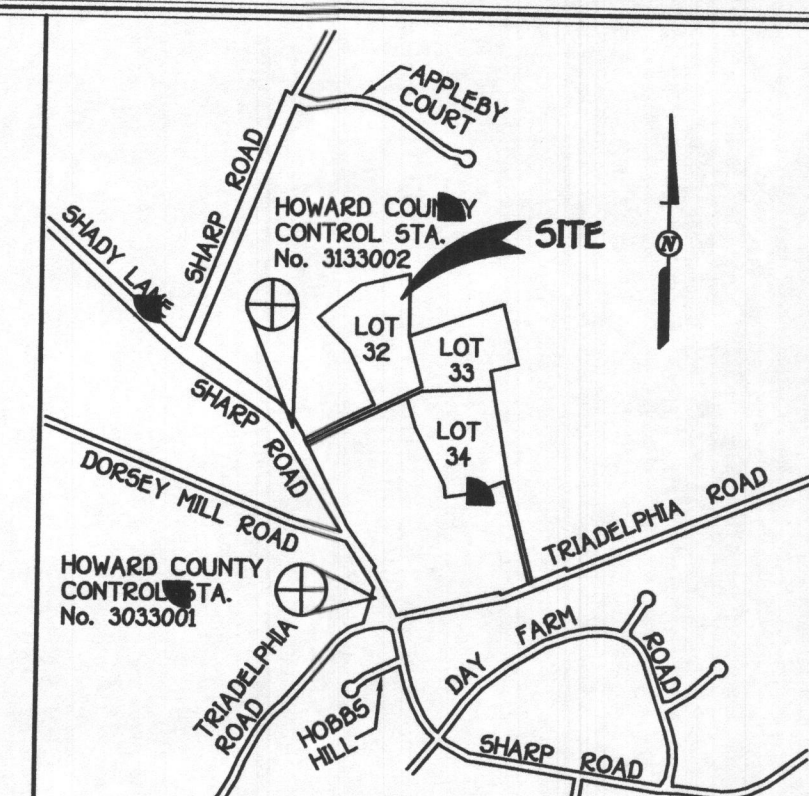 APPLEBY
COURT
SHARP ROAD
HOWARD COUNTY
CONTROL STA.
No. 3133002
SITE
SHADY LANE
N
LOT
32
LOT
33
LOT
34
SHARP ROAD
DORSEY MILL ROAD
TRIADELPHIA ROAD
HOWARD COUNTY
CONTROL STA.
No. 3033001
TRIADELPHIA
ROAD
DAY FARM ROAD
HOBBS
HILL
SHARP ROAD